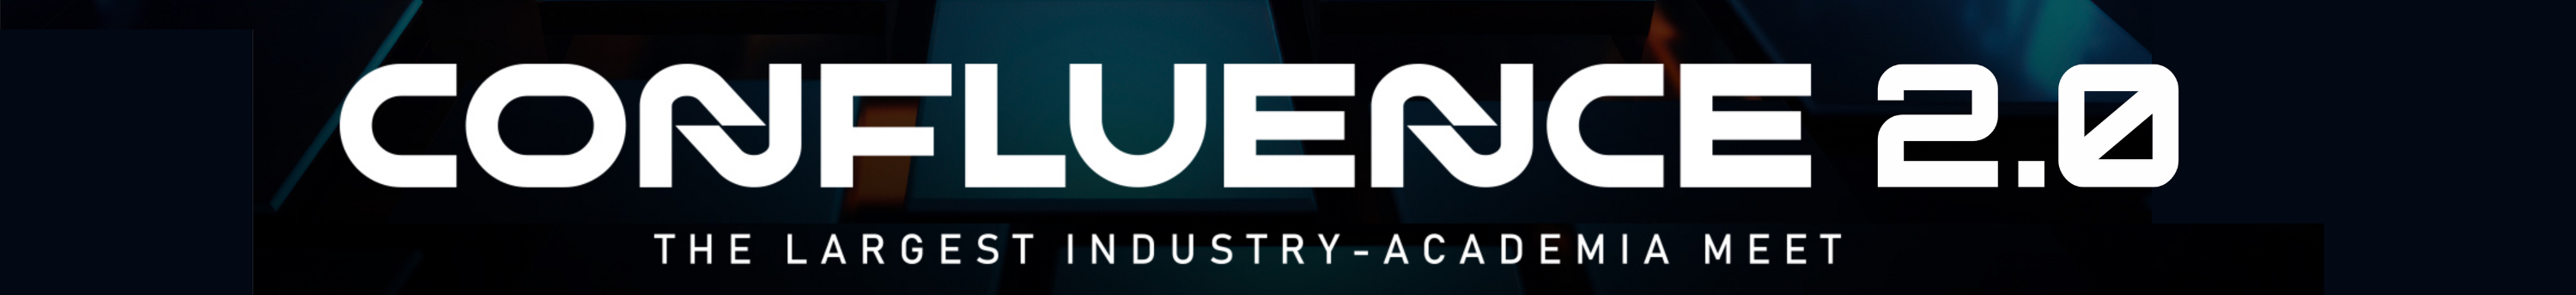 CONFLUENCE 2.0
THE LARGEST INDUSTRY-ACADEMIA MEET